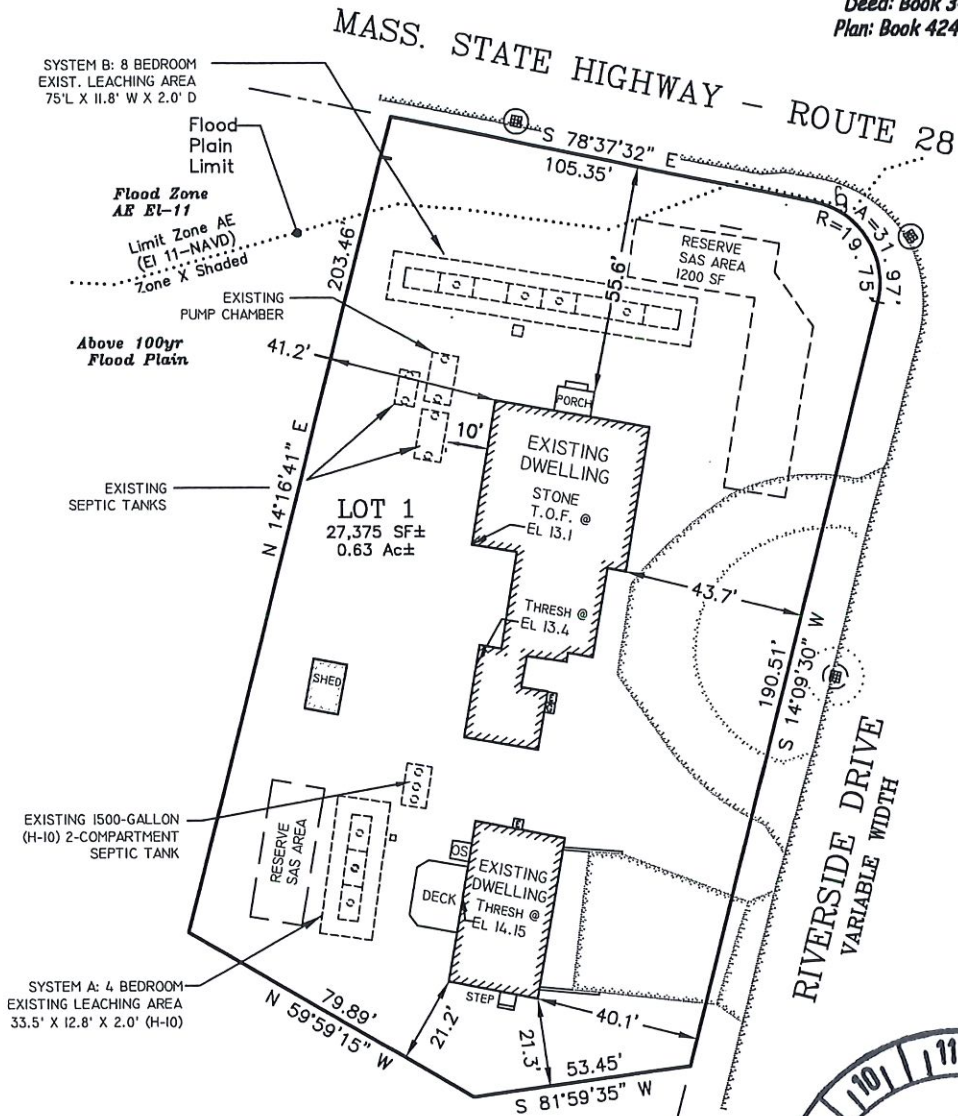 Deed: Book 3
Plan: Book 424
MASS. STATE HIGHWAY - ROUTE 28
SYSTEM B: 8 BEDROOM
EXIST. LEACHING AREA
75'L X 11.8' W X 2.0' D
Flood
Plain
Limit
Flood Zone
AE El-11
Limit Zone AE
(El 11-NAVD)
Zone X Shaded
Above 100yr
Flood Plain
S 78°37'32" E
105.35'
A=31.97'
R=19.75'
RESERVE
SAS AREA
1200 SF
203.46'
N 14°16'41" E
55.6'
EXISTING
PUMP CHAMBER
41.2'
10'
PORCH
EXISTING
DWELLING
STONE
T.O.F. @
El 13.1
THRESH @
EL 13.4
EXISTING
SEPTIC TANKS
LOT 1
27,375 SF±
0.63 Ac±
43.7'
190.51'
S 14°09'30" W
SHED
RIVERSIDE DRIVE
VARIABLE WIDTH
EXISTING 1500-GALLON
(H-10) 2-COMPARTMENT
SEPTIC TANK
RESERVE
SAS AREA
OS
DECK
EXISTING
DWELLING
THRESH @
EL 14.15
STEP
SYSTEM A: 4 BEDROOM
EXISTING LEACHING AREA
33.5' X 12.8' X 2.0' (H-10)
79.89'
N 59°59'15" W
21.2'
21.3'
40.1'
53.45'
S 81°59'35" W
10
11